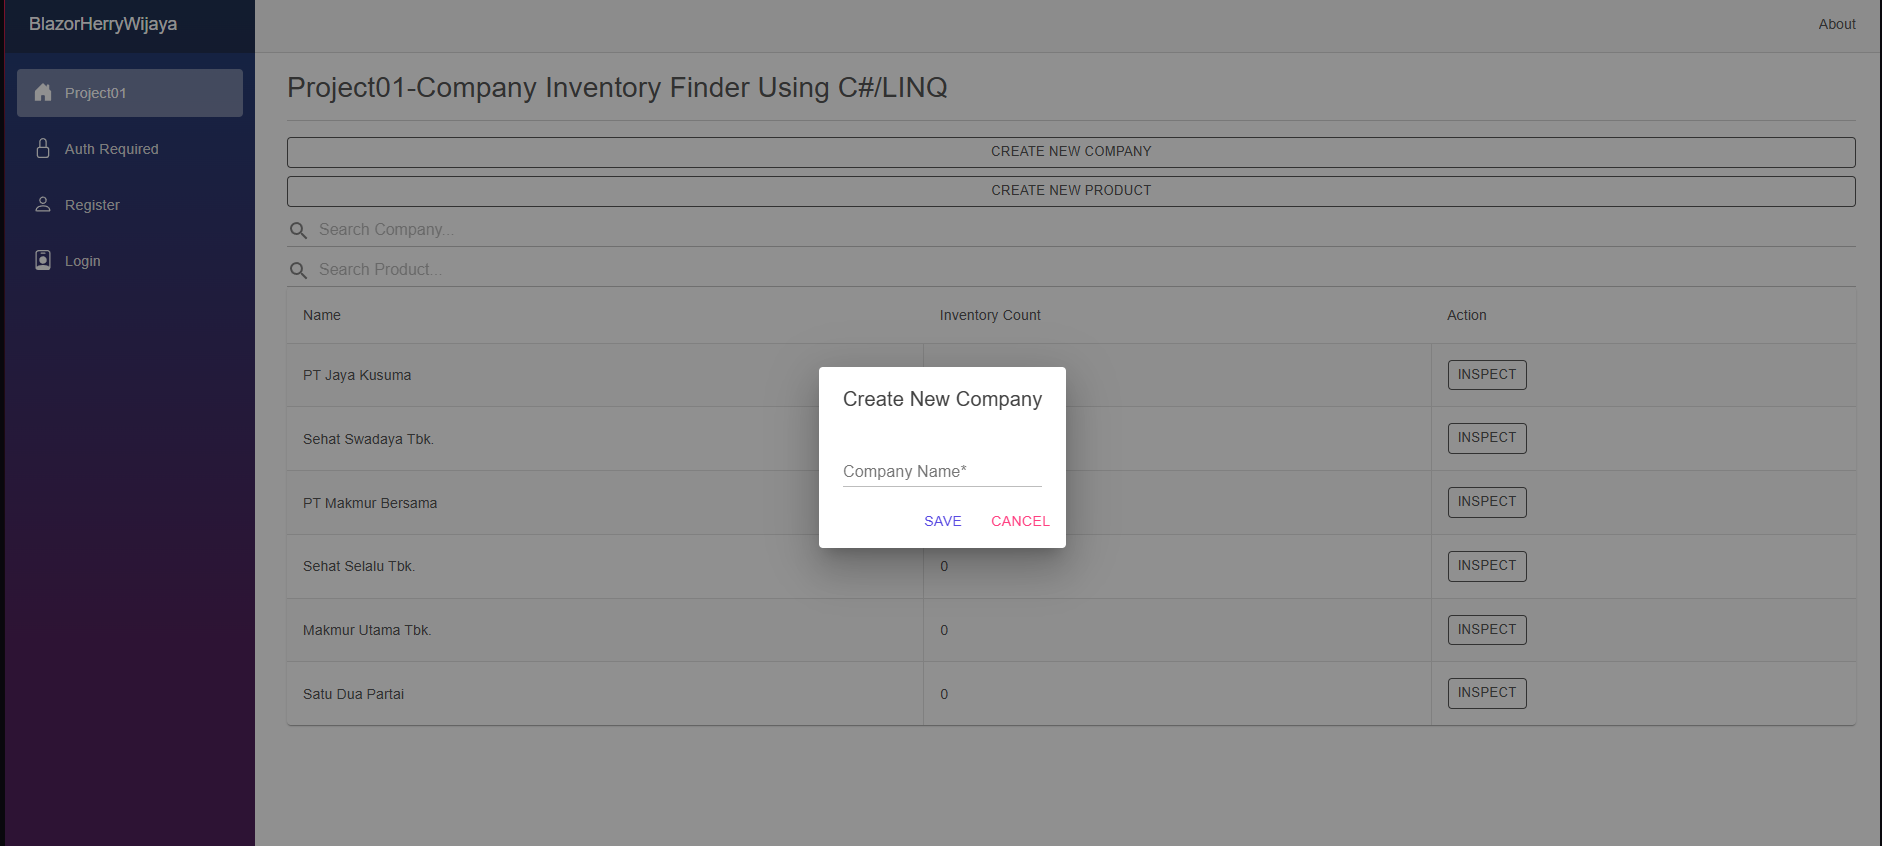 BlazorHerryWijaya
About
Project01
Auth Required
Register
Login
Project01-Company Inventory Finder Using C#/LINQ
CREATE NEW COMPANY
CREATE NEW PRODUCT
Search Company...
Search Product...
Name Inventory Count Action
PT Jaya Kusuma INSPECT
Sehat Swadaya Tbk. INSPECT
PT Makmur Bersama INSPECT
Sehat Selalu Tbk. 0 INSPECT
Makmur Utama Tbk. 0 INSPECT
Satu Dua Partai 0 INSPECT
Create New Company
Company Name*
SAVE CANCEL